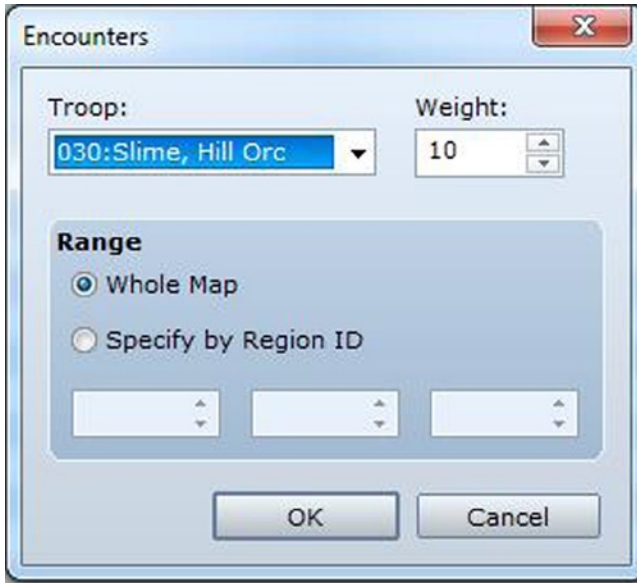 Encounters
Troop: Weight:
030:Slime, Hill Orc 10
Range
Whole Map
Specify by Region ID
OK Cancel